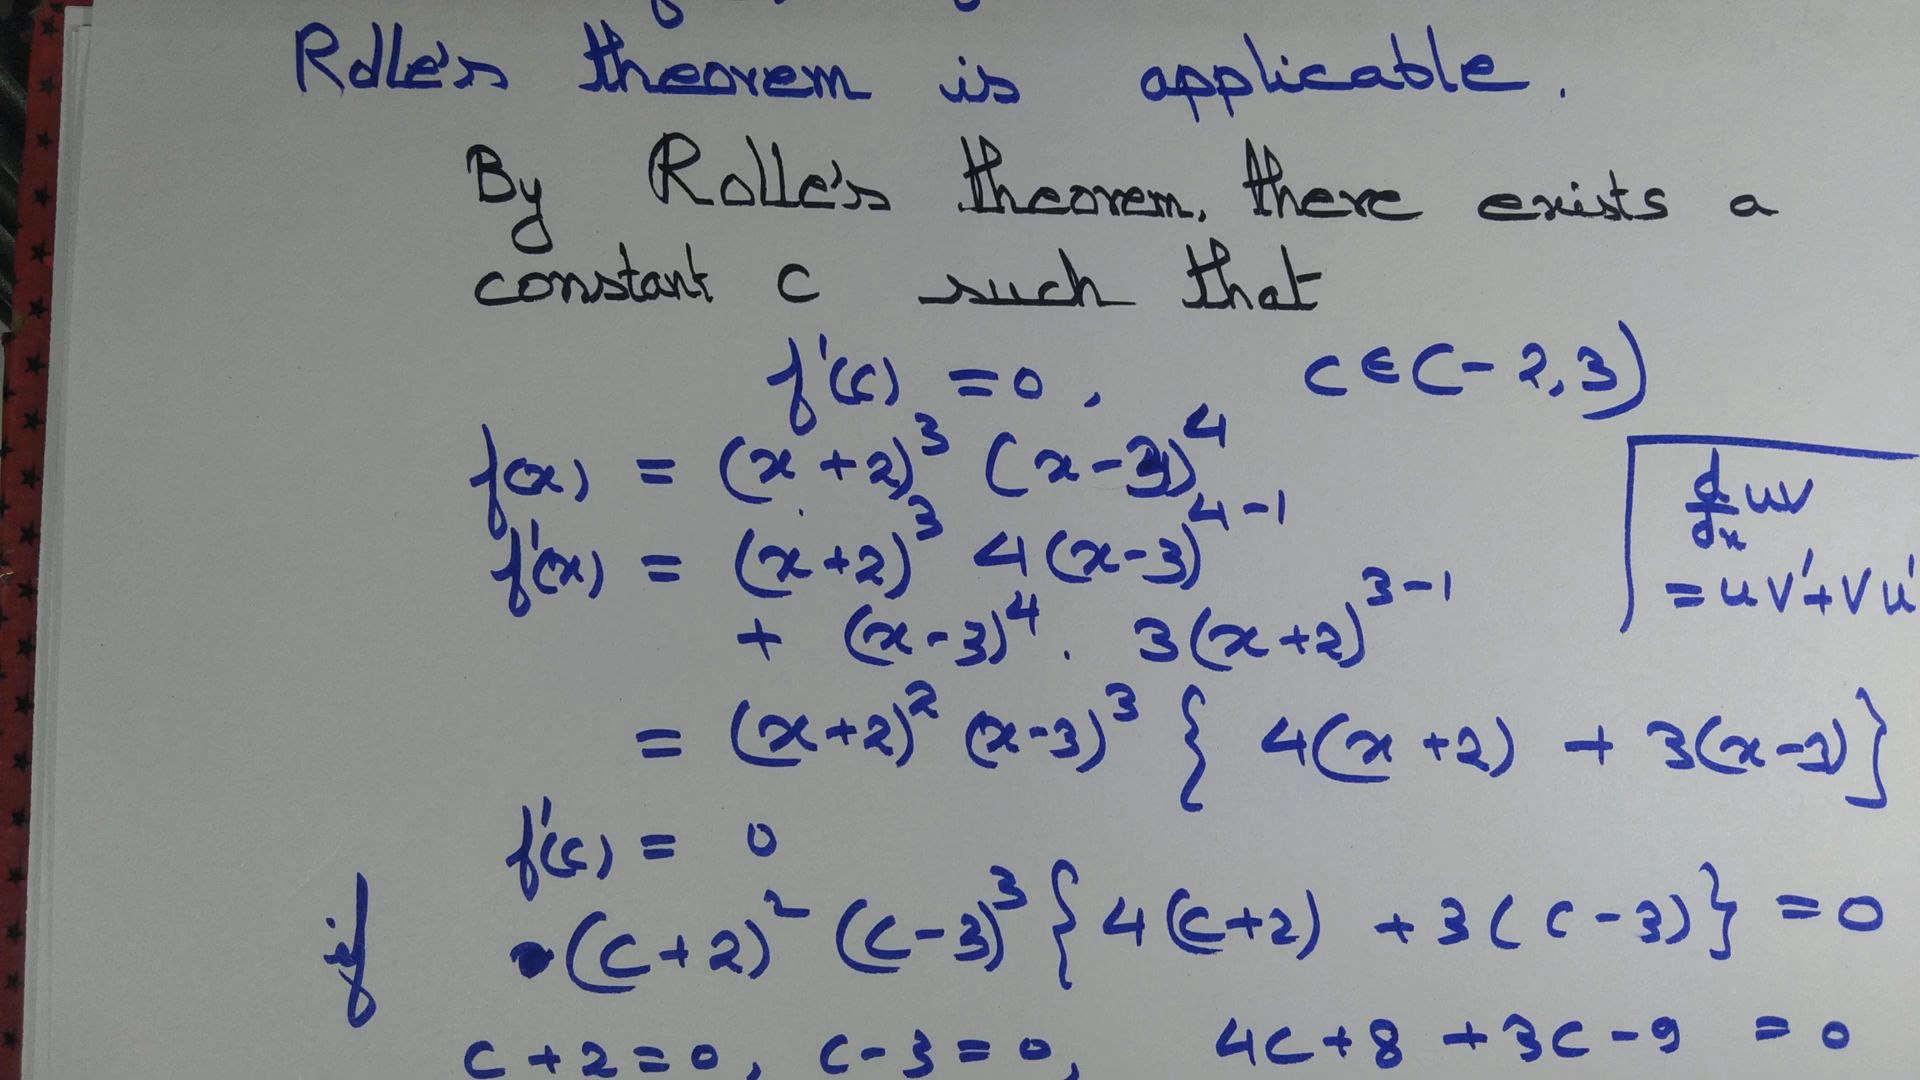 Rolle's theorem is applicable.
By Rolle's theorem, there exists a
constant c such that
f'(c) = 0, c ∈ (-2, 3)
f(x) = (x+2)³ (x-3)⁴
f'(x) = (x+2)³ 4(x-3)⁴⁻¹
+ (x-3)⁴ . 3(x+2)³⁻¹
d/dx uv
= uv' + vu'
= (x+2)² (x-3)³ { 4(x+2) + 3(x-3) }
f'(c) = 0
if (c+2)² (c-3)³ { 4(c+2) + 3(c-3) } = 0
c+2=0, c-3=0, 4c+8+3c-9 = 0